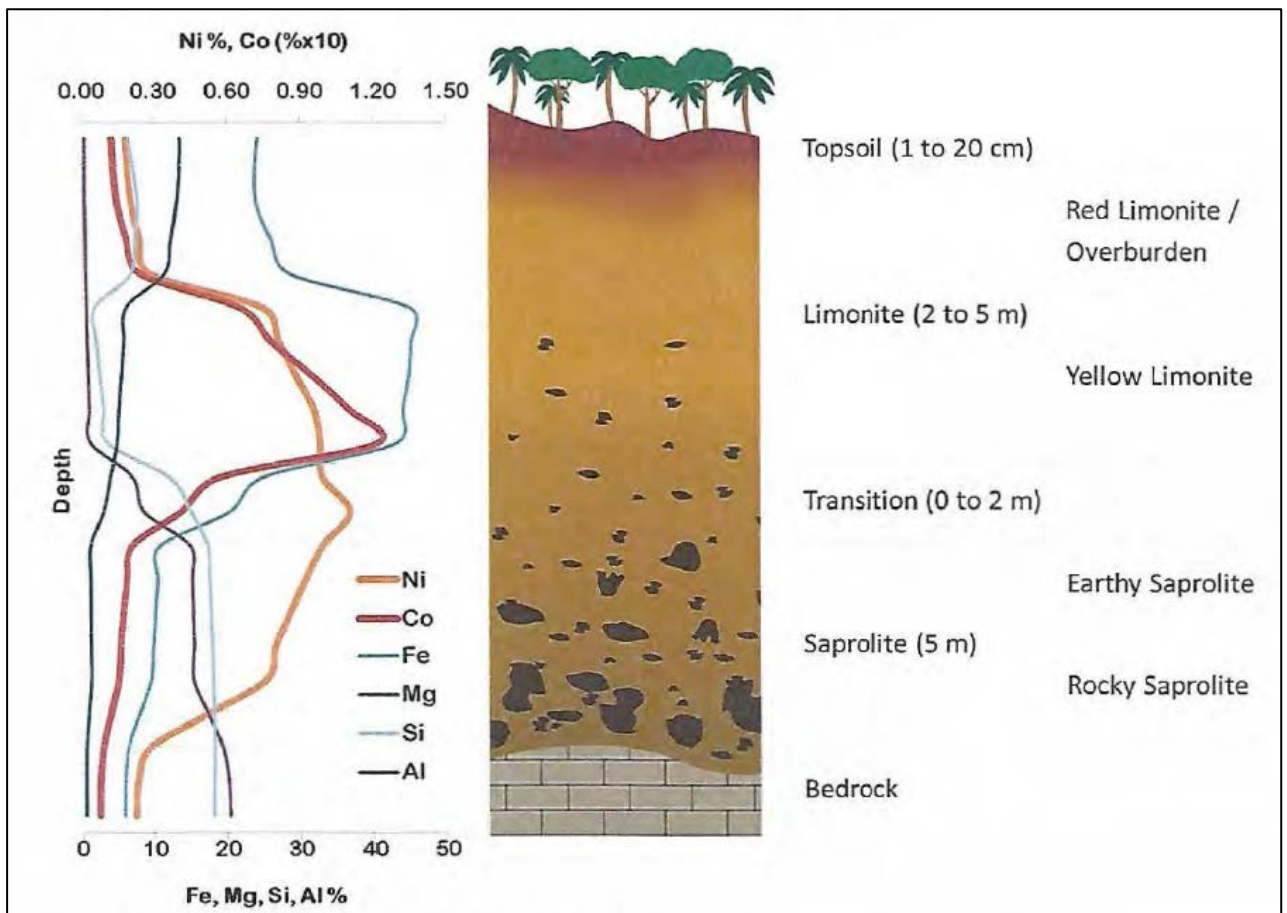 Ni %, Co (%x10)
0.00 0.30 0.60 0.90 1.20 1.50
Depth
Ni
Co
Fe
Mg
Si
Al
0 10 20 30 40 50
Fe, Mg, Si, Al %
Topsoil (1 to 20 cm)
Red Limonite /
Overburden
Limonite (2 to 5 m)
Yellow Limonite
Transition (0 to 2 m)
Earthy Saprolite
Saprolite (5 m)
Rocky Saprolite
Bedrock